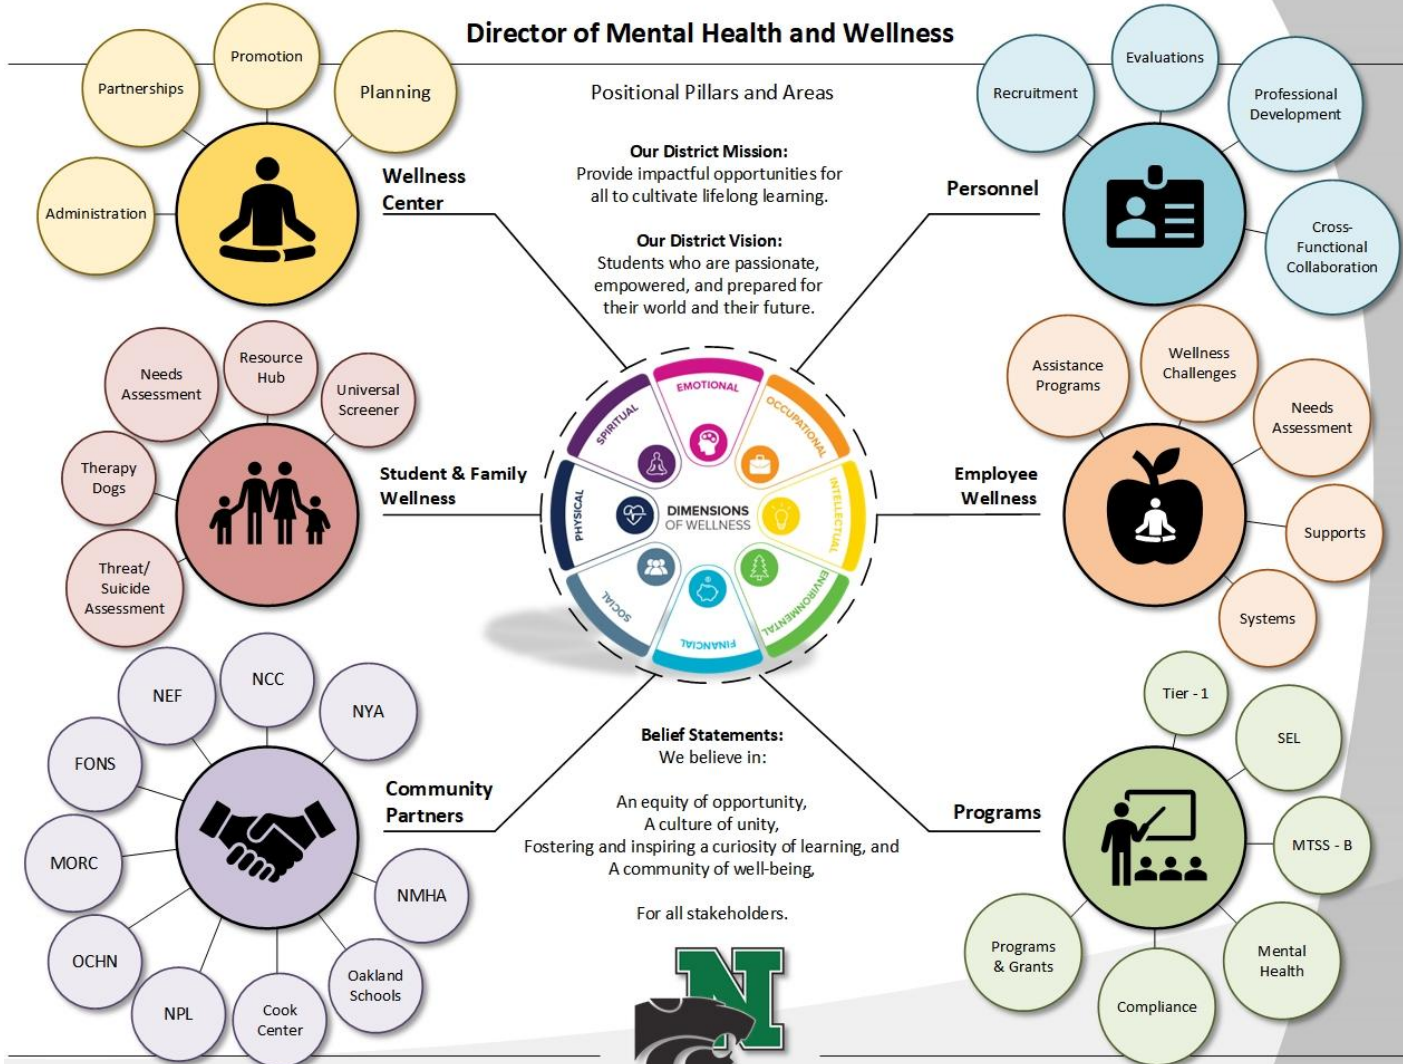 Director of Mental Health and Wellness
Positional Pillars and Areas
Our District Mission:
Provide impactful opportunities for
all to cultivate lifelong learning.
Our District Vision:
Students who are passionate,
empowered, and prepared for
their world and their future.
Wellness
Center
Administration
Partnerships
Promotion
Planning
Personnel
Recruitment
Evaluations
Professional
Development
Cross-
Functional
Collaboration
Student & Family
Wellness
Threat/
Suicide
Assessment
Therapy
Dogs
Needs
Assessment
Resource
Hub
Universal
Screener
DIMENSIONS
OF WELLNESS
EMOTIONAL
OCCUPATIONAL
INTELLECTUAL
ENVIRONMENTAL
FINANCIAL
SOCIAL
PHYSICAL
SPIRITUAL
Employee
Wellness
Assistance
Programs
Wellness
Challenges
Needs
Assessment
Supports
Systems
Community
Partners
NYA
NCC
NEF
FONS
MORC
OCHN
NPL
Cook
Center
Oakland
Schools
NMHA
Belief Statements:
We believe in:
An equity of opportunity,
A culture of unity,
Fostering and inspiring a curiosity of learning, and
A community of well-being,
For all stakeholders.
N
Programs
Tier - 1
SEL
MTSS - B
Mental
Health
Compliance
Programs
& Grants